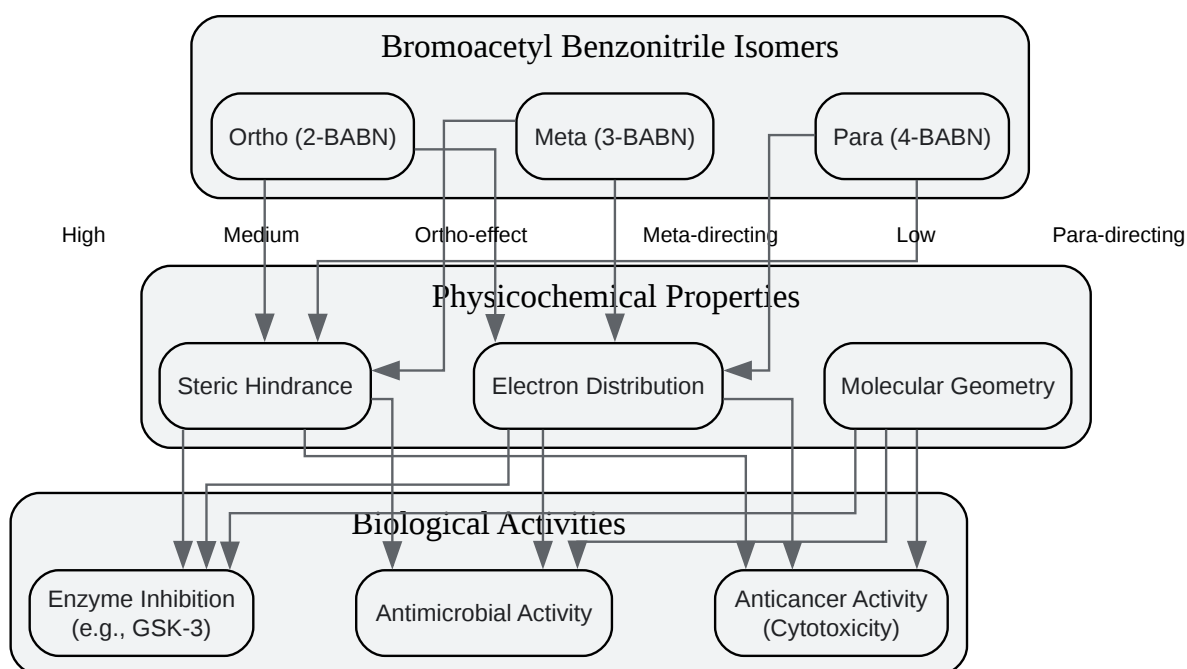 Bromoacetyl Benzonitrile Isomers
Ortho (2-BABN)
Meta (3-BABN)
Para (4-BABN)
High
Medium
Ortho-effect
Meta-directing
Low
Para-directing
Physicochemical Properties
Steric Hindrance
Electron Distribution
Molecular Geometry
Biological Activities
Enzyme Inhibition
(e.g., GSK-3)
Antimicrobial Activity
Anticancer Activity
(Cytotoxicity)